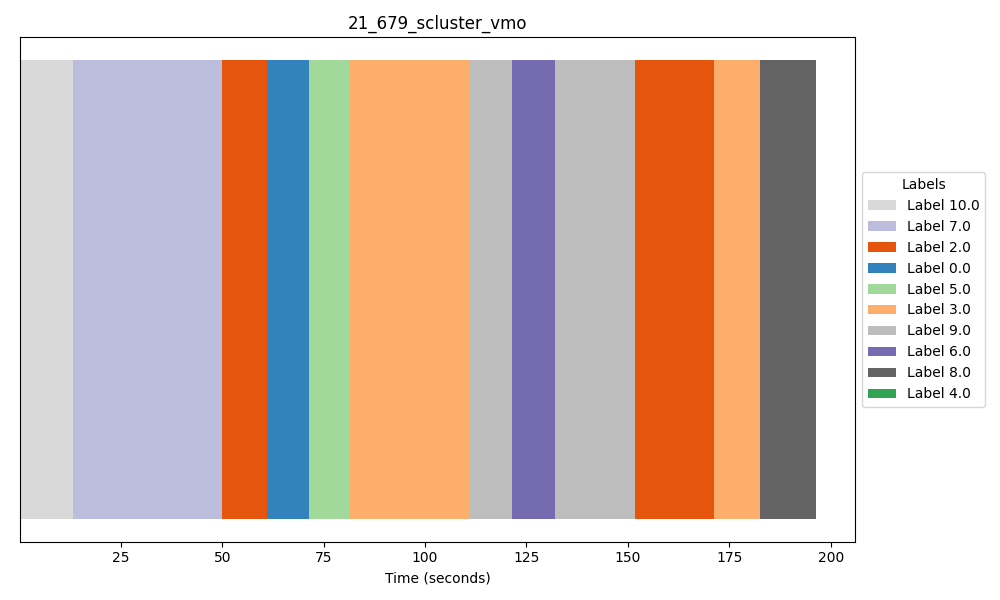 21_679_scluster_vmo
Labels
Label 10.0
Label 7.0
Label 2.0
Label 0.0
Label 5.0
Label 3.0
Label 9.0
Label 6.0
Label 8.0
Label 4.0
25 50 75 100 125 150 175 200
Time (seconds)